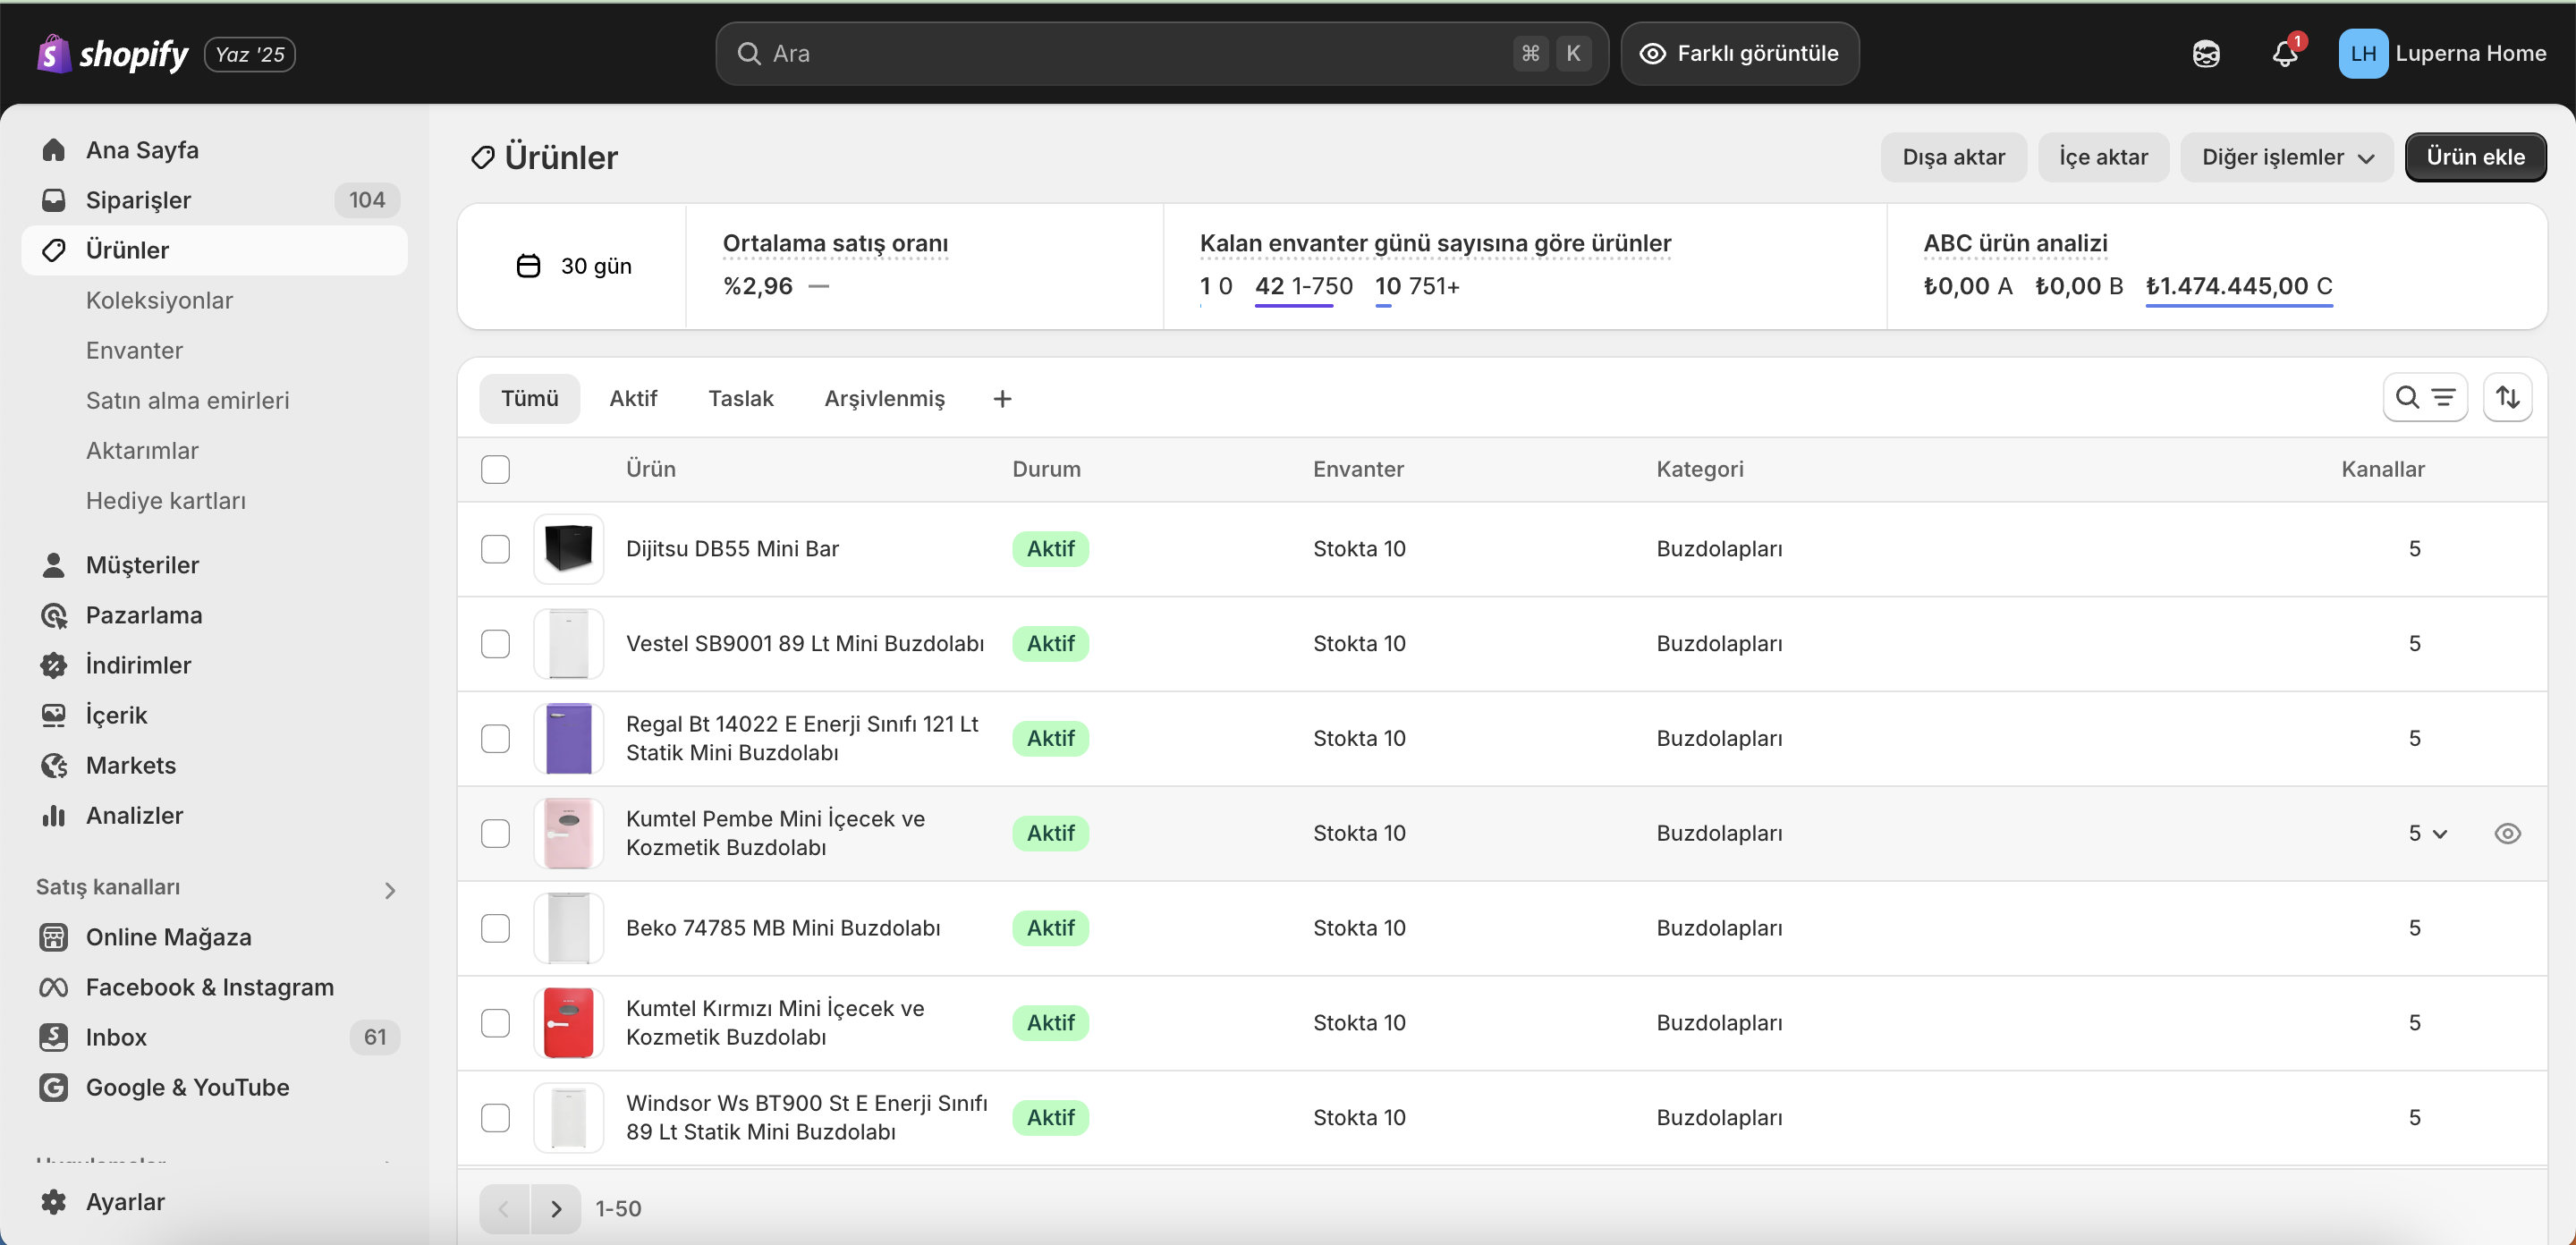 shopify Yaz '25
Ara ⌘ K
Farklı görüntüle
1
LH Luperna Home
Ana Sayfa
Siparişler 104
Ürünler
Koleksiyonlar
Envanter
Satın alma emirleri
Aktarımlar
Hediye kartları
Müşteriler
Pazarlama
İndirimler
İçerik
Markets
Analizler
Satış kanalları
Online Mağaza
Facebook & Instagram
Inbox 61
Google & YouTube
Ayarlar
Ürünler
Dışa aktar İçe aktar Diğer işlemler Ürün ekle
30 gün
Ortalama satış oranı
%2,96 —
Kalan envanter günü sayısına göre ürünler
1 0 42 1-750 10 751+
ABC ürün analizi
₺0,00 A ₺0,00 B ₺1.474.445,00 C
Tümü Aktif Taslak Arşivlenmiş +
Ürün Durum Envanter Kategori Kanallar
Dijitsu DB55 Mini Bar Aktif Stokta 10 Buzdolapları 5
Vestel SB9001 89 Lt Mini Buzdolabı Aktif Stokta 10 Buzdolapları 5
Regal Bt 14022 E Enerji Sınıfı 121 Lt
Statik Mini Buzdolabı Aktif Stokta 10 Buzdolapları 5
Kumtel Pembe Mini İçecek ve
Kozmetik Buzdolabı Aktif Stokta 10 Buzdolapları 5
Beko 74785 MB Mini Buzdolabı Aktif Stokta 10 Buzdolapları 5
Kumtel Kırmızı Mini İçecek ve
Kozmetik Buzdolabı Aktif Stokta 10 Buzdolapları 5
Windsor Ws BT900 St E Enerji Sınıfı
89 Lt Statik Mini Buzdolabı Aktif Stokta 10 Buzdolapları 5
1-50